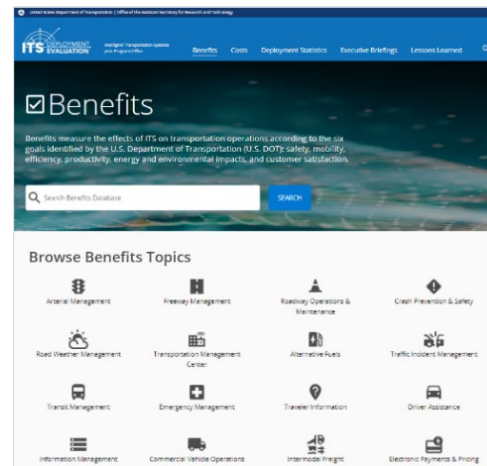 United States Department of Transportation | Office of the Assistant Secretary for Research and Technology
ITS DEPLOYMENT EVALUATION
Intelligent Transportation Systems
Joint Program Office
Benefits Costs Deployment Statistics Executive Briefings Lessons Learned
Benefits
Benefits measure the effects of ITS on transportation operations according to the six
goals identified by the U.S. Department of Transportation (U.S. DOT): safety, mobility,
efficiency, productivity, energy and environmental impacts, and customer satisfaction.
Search Benefits Database SEARCH
Browse Benefits Topics
Arterial Management Freeway Management Roadway Operations & Maintenance Crash Prevention & Safety
Road Weather Management Transportation Management Center Alternative Fuels Traffic Incident Management
Transit Management Emergency Management Traveler Information Driver Assistance
Information Management Commercial Vehicle Operations Intermodal Freight Electronic Payments & Pricing